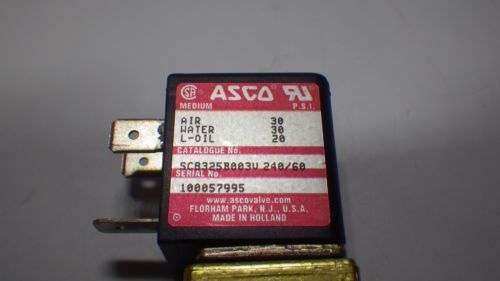 ASCO
MEDIUM P.S.I.
AIR 30
WATER 30
L-OIL 20
CATALOGUE No.
SCB325B003V 240/60
SERIAL No.
100057995
www.ascovalve.com
FLORHAM PARK, N.J., U.S.A.
MADE IN HOLLAND